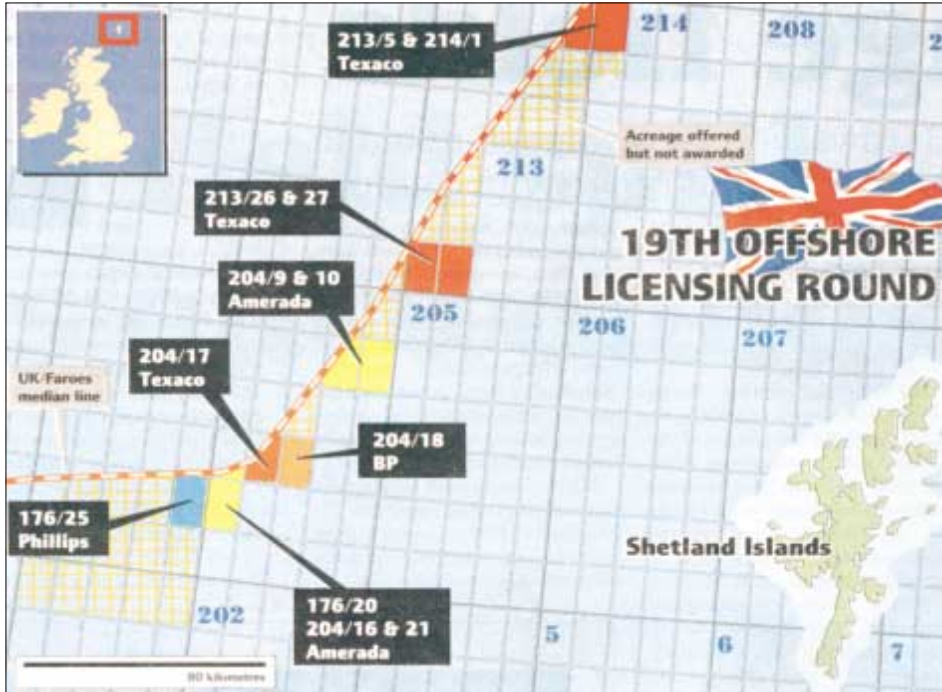 213/5 & 214/1
Texaco
214
208
2
Acreage offered
but not awarded
213
213/26 & 27
Texaco
19TH OFFSHORE
LICENSING ROUND
204/9 & 10
Amerada
205
206
207
204/17
Texaco
UK-Faroes
median line
204/18
BP
176/25
Phillips
Shetland Islands
202
176/20
204/16 & 21
Amerada
5
6
7
80 kilometres